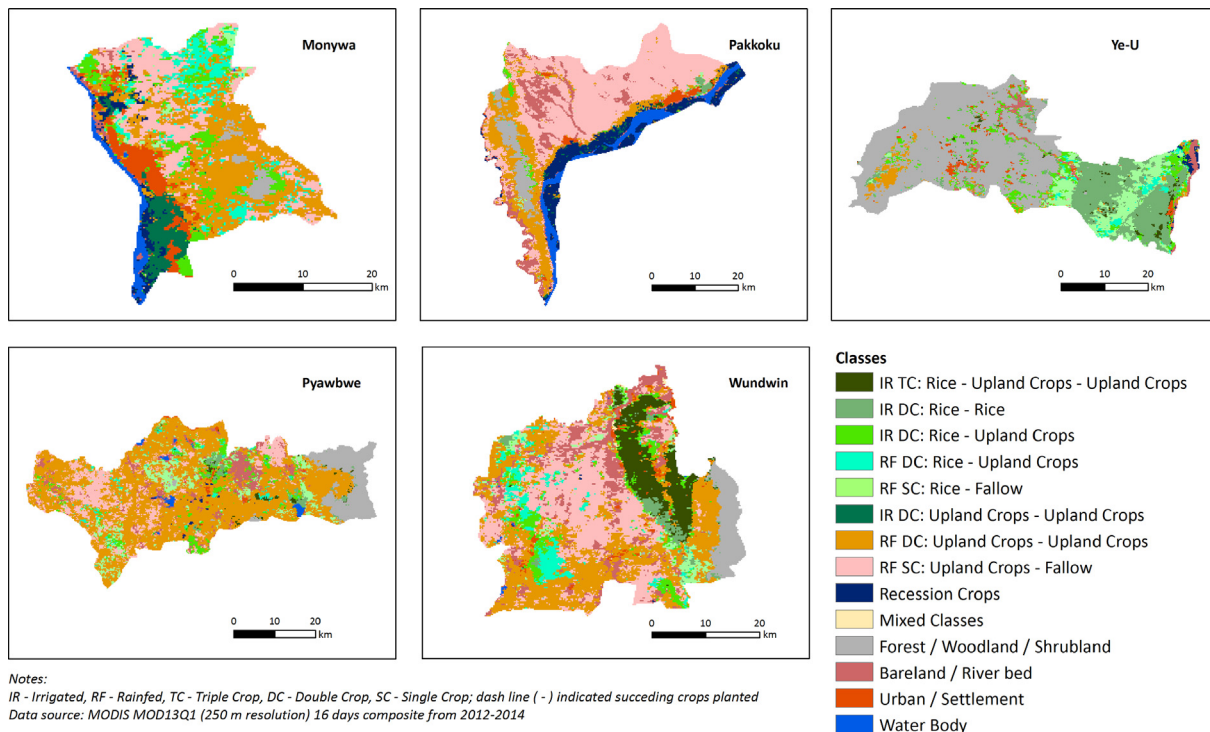 Monywa
0 10 20
km
Pakkoku
0 10 20
km
Ye-U
0 10 20
km
Pyawbwe
0 10 20
km
Wundwin
0 10 20
km
Classes
IR TC: Rice - Upland Crops - Upland Crops
IR DC: Rice - Rice
IR DC: Rice - Upland Crops
RF DC: Rice - Upland Crops
RF SC: Rice - Fallow
IR DC: Upland Crops - Upland Crops
RF DC: Upland Crops - Upland Crops
RF SC: Upland Crops - Fallow
Recession Crops
Mixed Classes
Forest / Woodland / Shrubland
Bareland / River bed
Urban / Settlement
Water Body
Notes:
IR - Irrigated, RF - Rainfed, TC - Triple Crop, DC - Double Crop, SC - Single Crop; dash line ( - ) indicated succeding crops planted
Data source: MODIS MOD13Q1 (250 m resolution) 16 days composite from 2012-2014